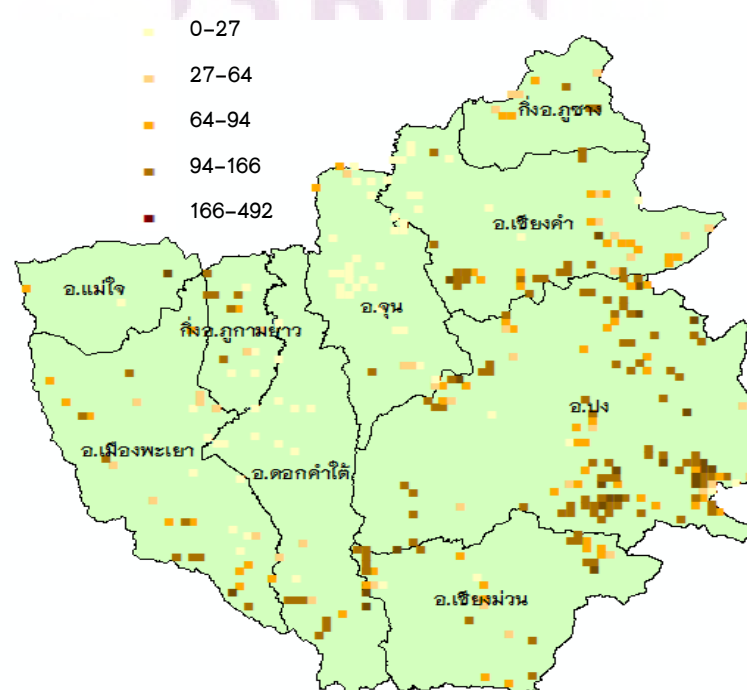 0–27
27–64
64–94
94–166
166–492
กิ่งอ.ภูซาง
อ.เชียงคำ
อ.แม่ใจ
อ.จุน
กิ่งอ.ภูกามยาว
อ.ปง
อ.เมืองพะเยา
อ.ดอกคำใต้
อ.เชียงม่วน